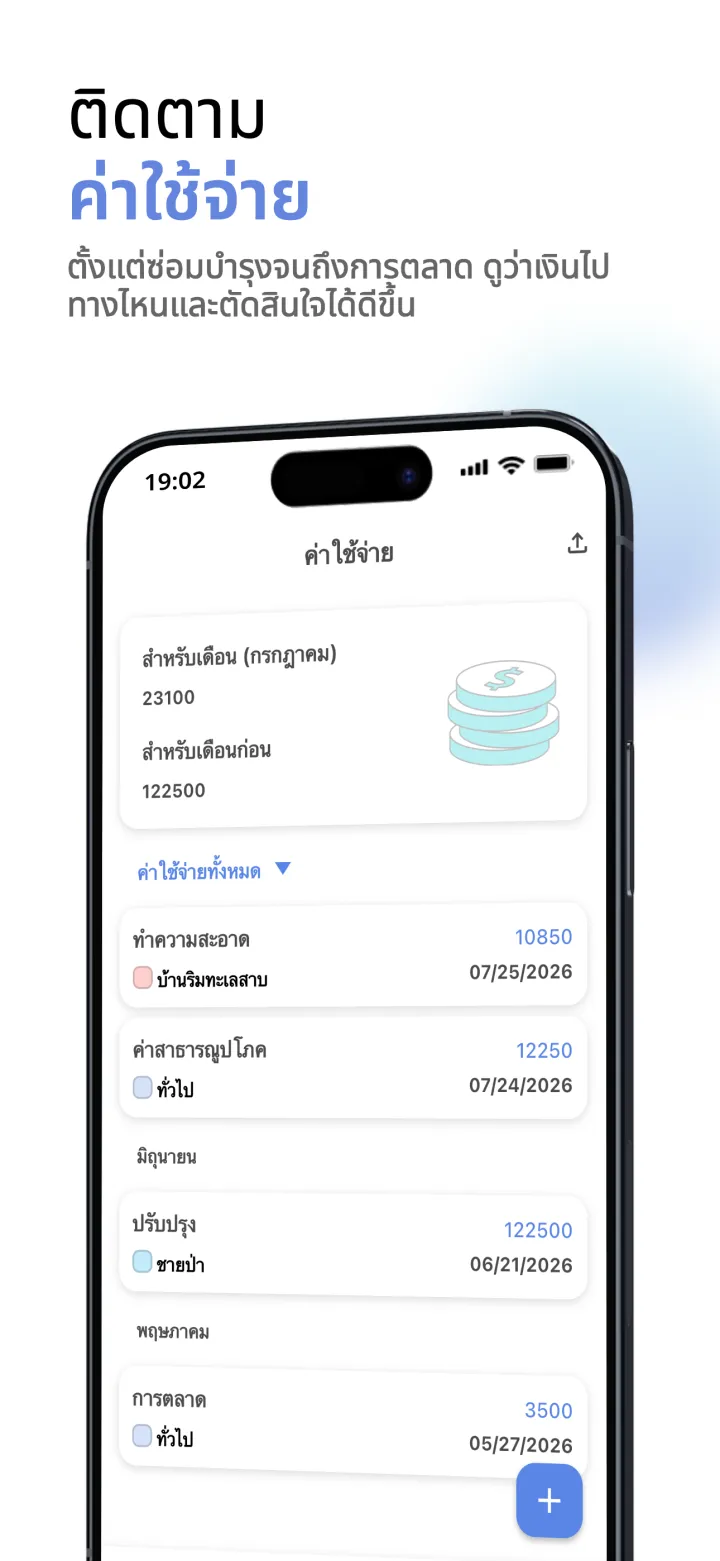 ติดตาม
ค่าใช้จ่าย
ตั้งแต่ซ่อมบำรุงจนถึงการตลาด ดูว่าเงินไป
ทางไหนและตัดสินใจได้ดีขึ้น
19:02
ค่าใช้จ่าย
สำหรับเดือน (กรกฎาคม)
23100
สำหรับเดือนก่อน
122500
ค่าใช้จ่ายทั้งหมด
ทำความสะอาด 10850
บ้านริมทะเลสาบ 07/25/2026
ค่าสาธารณูปโภค 12250
ทั่วไป 07/24/2026
มิถุนายน
ปรับปรุง 122500
ชายป่า 06/21/2026
พฤษภาคม
การตลาด 3500
ทั่วไป 05/27/2026